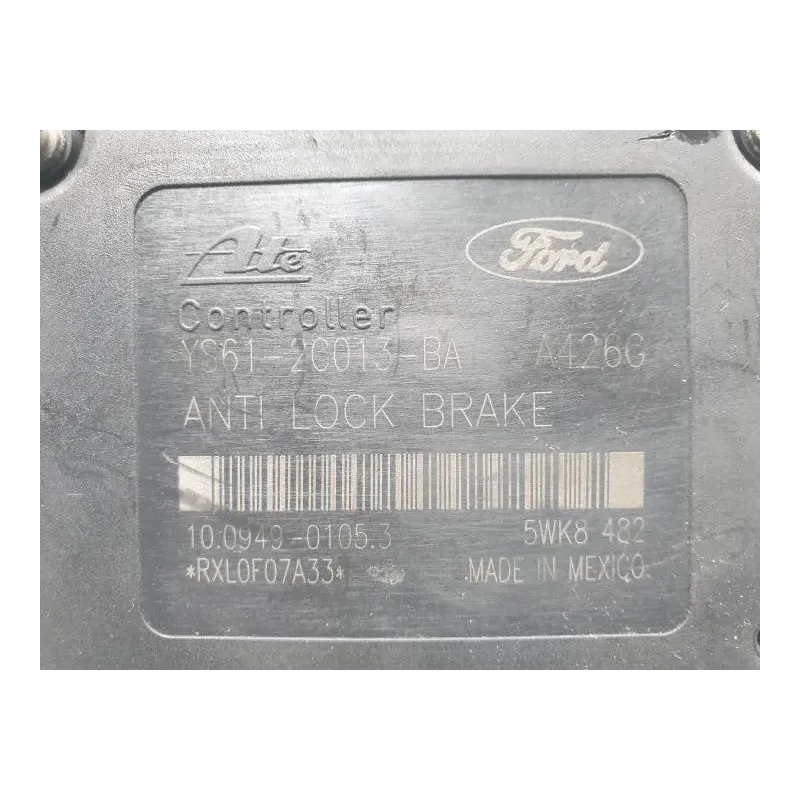 Ate Ford
Controller
YS61-2C013-BA A426G
ANTI LOCK BRAKE
10.0949-0105.3 5WK8 482
*RXL0F07A33* MADE IN MEXICO.